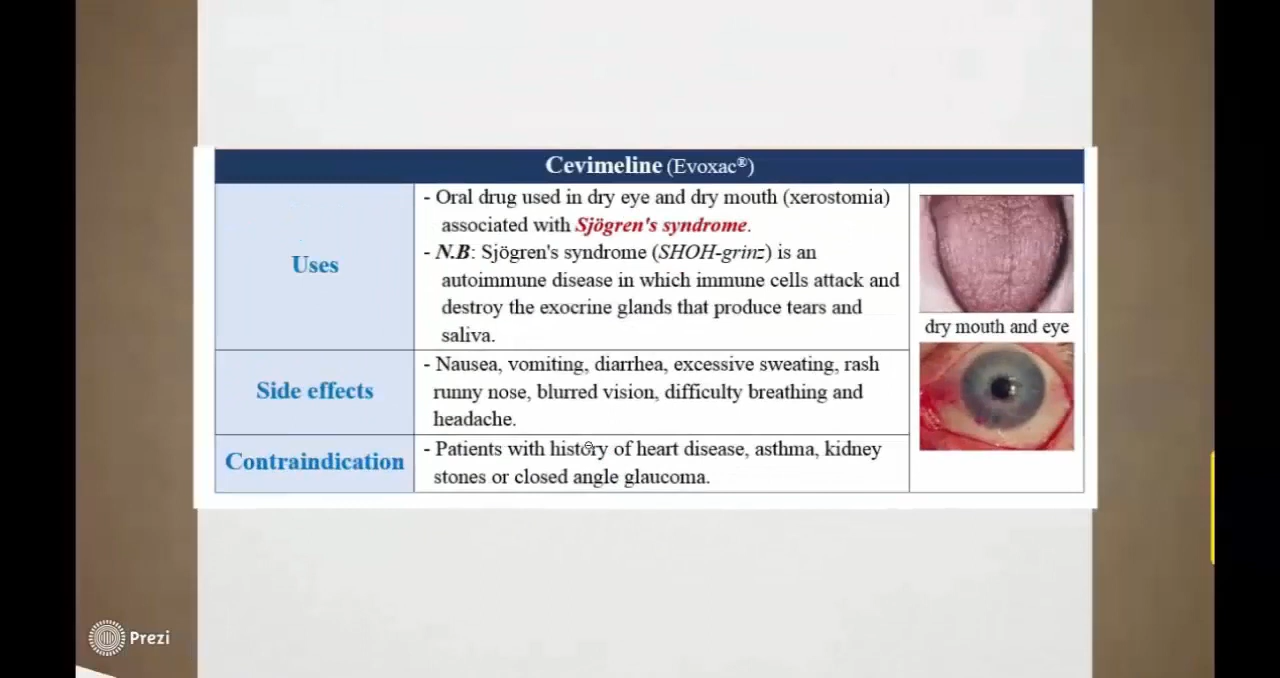 Cevimeline (Evoxac®)
Uses
- Oral drug used in dry eye and dry mouth (xerostomia)
associated with Sjögren's syndrome.
- N.B: Sjögren's syndrome (SHOH-grinz) is an
autoimmune disease in which immune cells attack and
destroy the exocrine glands that produce tears and
saliva.
dry mouth and eye
Side effects
- Nausea, vomiting, diarrhea, excessive sweating, rash
runny nose, blurred vision, difficulty breathing and
headache.
Contraindication
- Patients with history of heart disease, asthma, kidney
stones or closed angle glaucoma.
Prezi